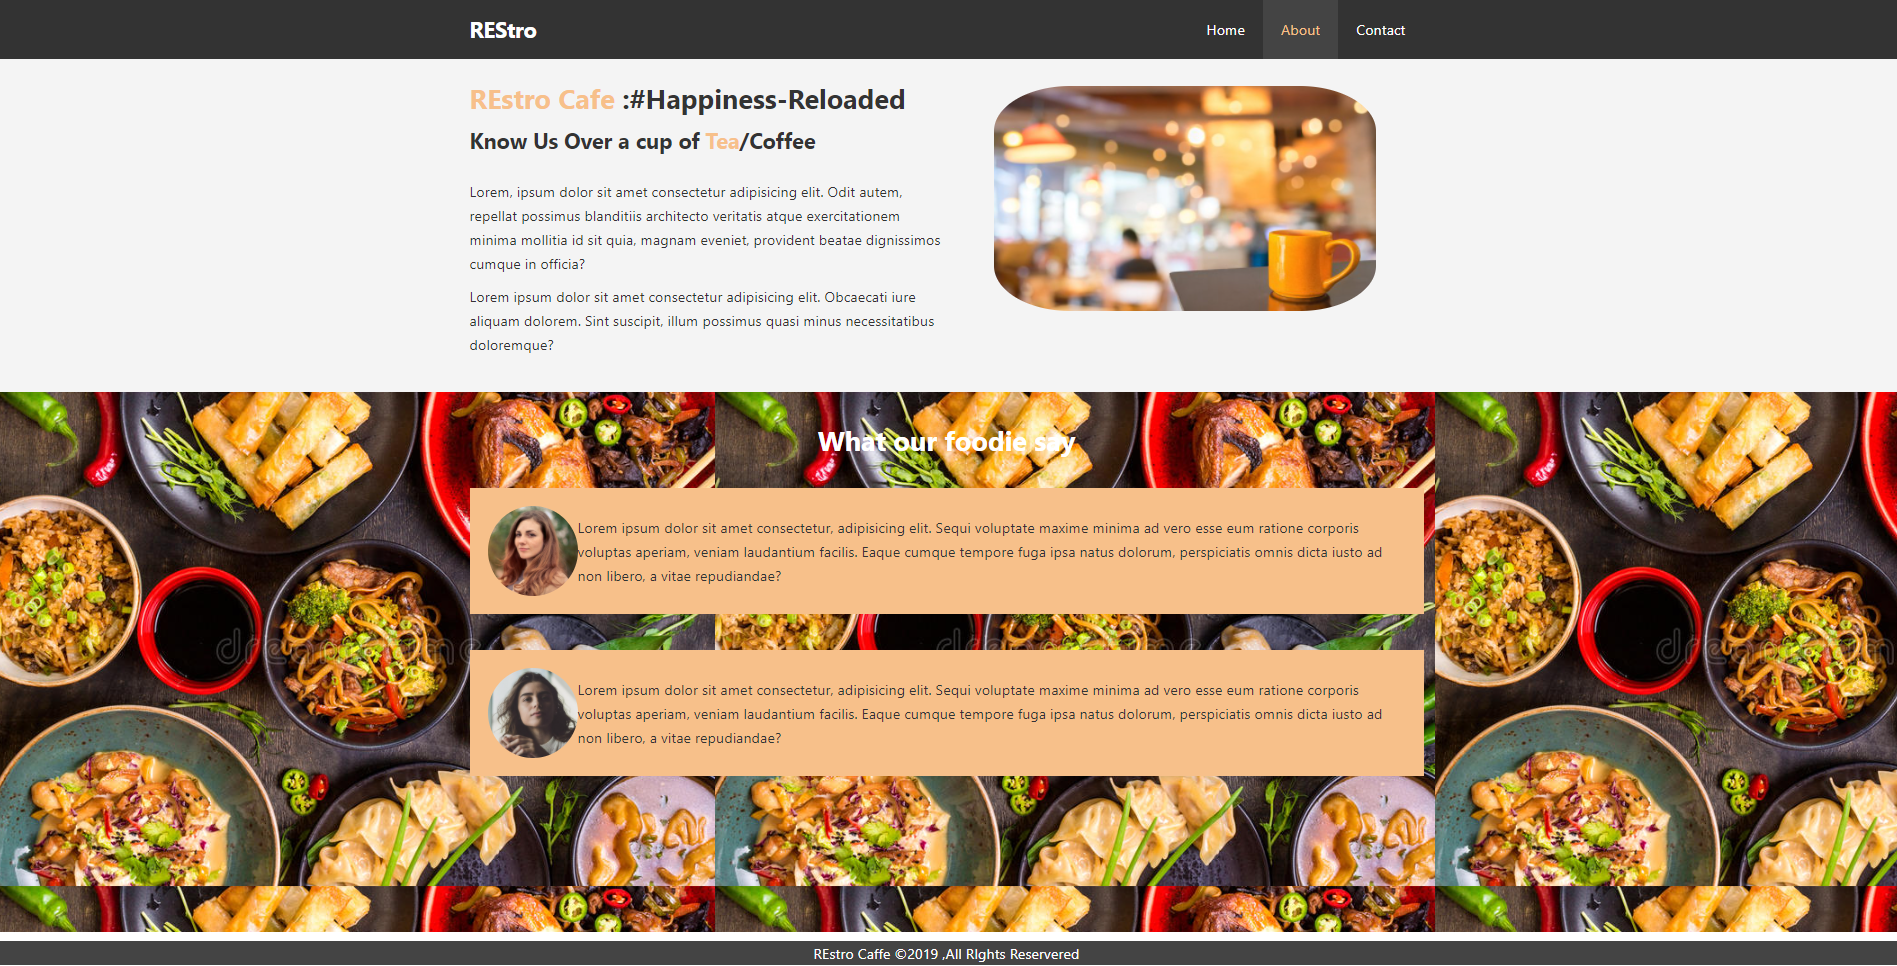 REStro
Home
About
Contact
REstro Cafe :#Happiness-Reloaded
Know Us Over a cup of Tea/Coffee
Lorem, ipsum dolor sit amet consectetur adipisicing elit. Odit autem,
repellat possimus blanditiis architecto veritatis atque exercitationem
minima mollitia id sit quia, magnam eveniet, provident beatae dignissimos
cumque in officia?
Lorem ipsum dolor sit amet consectetur adipisicing elit. Obcaecati iure
aliquam dolorem. Sint suscipit, illum possimus quasi minus necessitatibus
doloremque?
What our foodie say
Lorem ipsum dolor sit amet consectetur, adipisicing elit. Sequi voluptate maxime minima ad vero esse eum ratione corporis
voluptas aperiam, veniam laudantium facilis. Eaque cumque tempore fuga ipsa natus dolorum, perspiciatis omnis dicta iusto ad
non libero, a vitae repudiandae?
Lorem ipsum dolor sit amet consectetur, adipisicing elit. Sequi voluptate maxime minima ad vero esse eum ratione corporis
voluptas aperiam, veniam laudantium facilis. Eaque cumque tempore fuga ipsa natus dolorum, perspiciatis omnis dicta iusto ad
non libero, a vitae repudiandae?
REstro Caffe ©2019 ,All RIghts Reservered